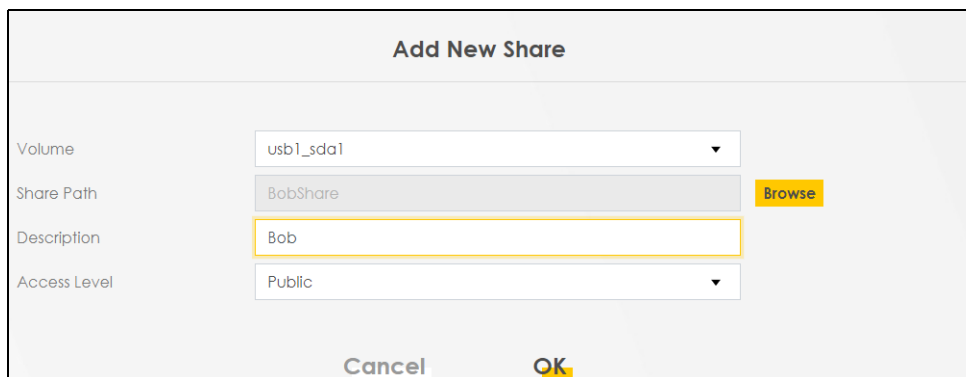 Add New Share
Volume usb1_sda1
Share Path BobShare Browse
Description Bob
Access Level Public
Cancel OK